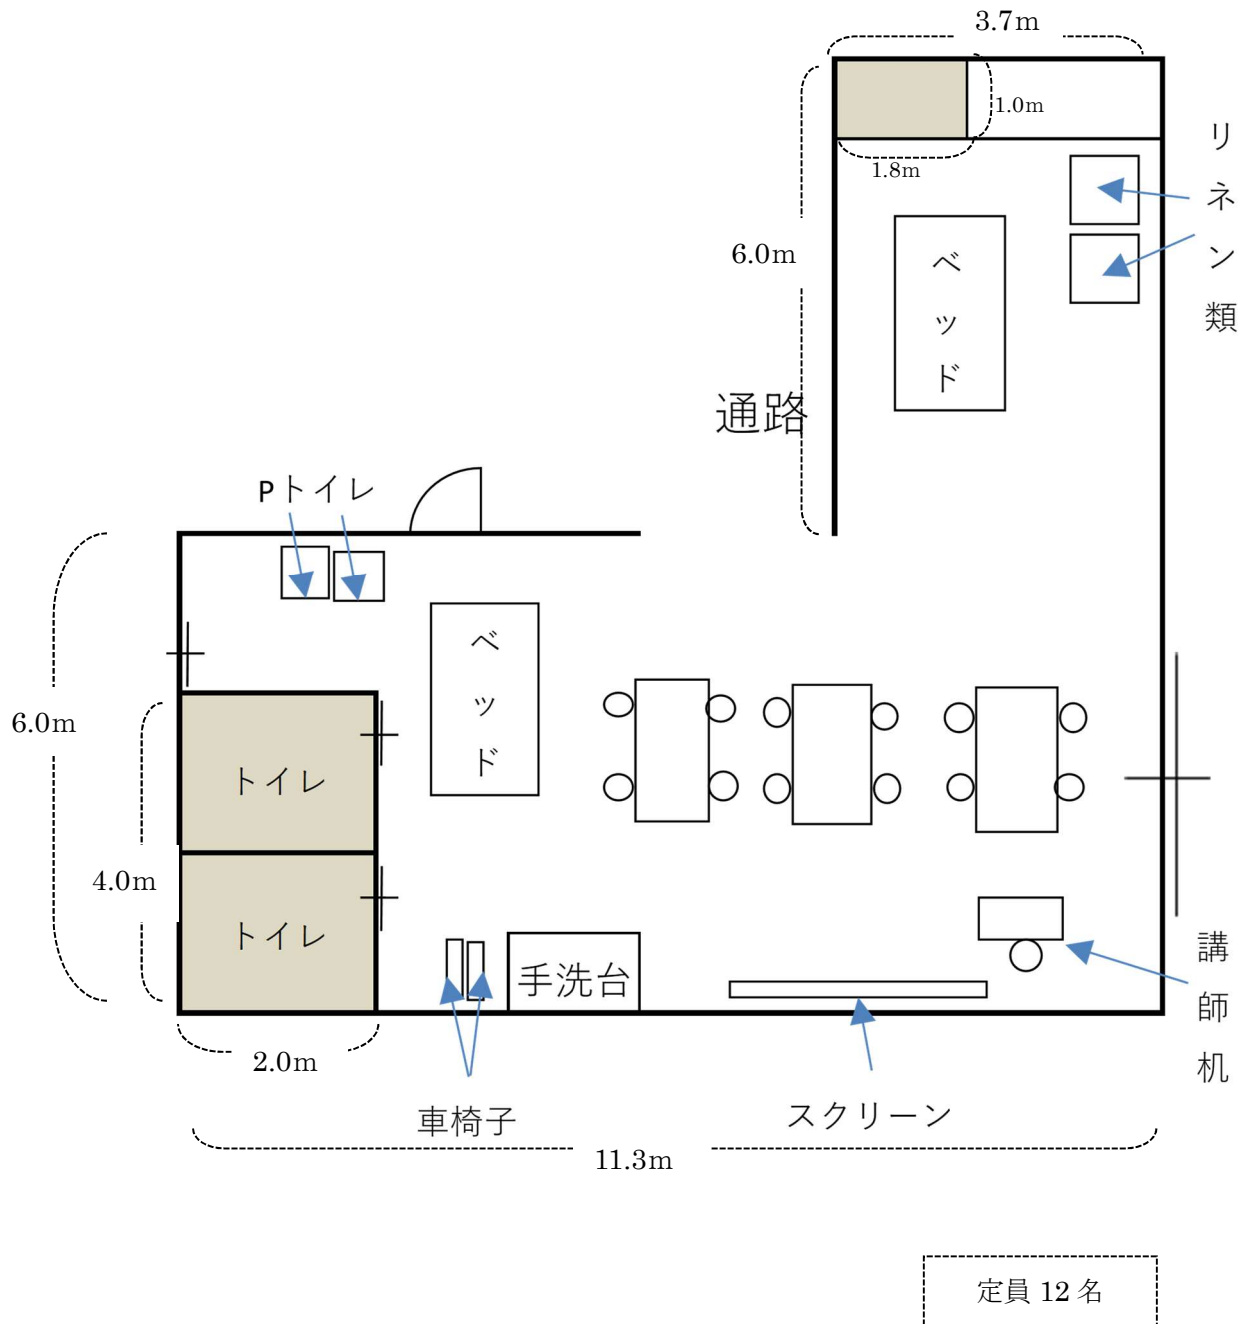 3.7m
1.0m
1.8m
リネン類
6.0m
ベッド
通路
Pトイレ
ベッド
6.0m
トイレ
4.0m
トイレ
手洗台
講師机
2.0m
車椅子
スクリーン
11.3m
定員 12 名